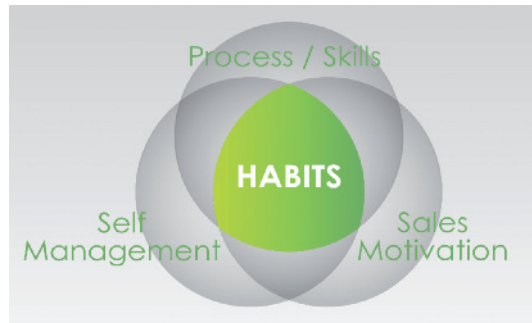 Process / Skills
HABITS
Self
Management
Sales
Motivation